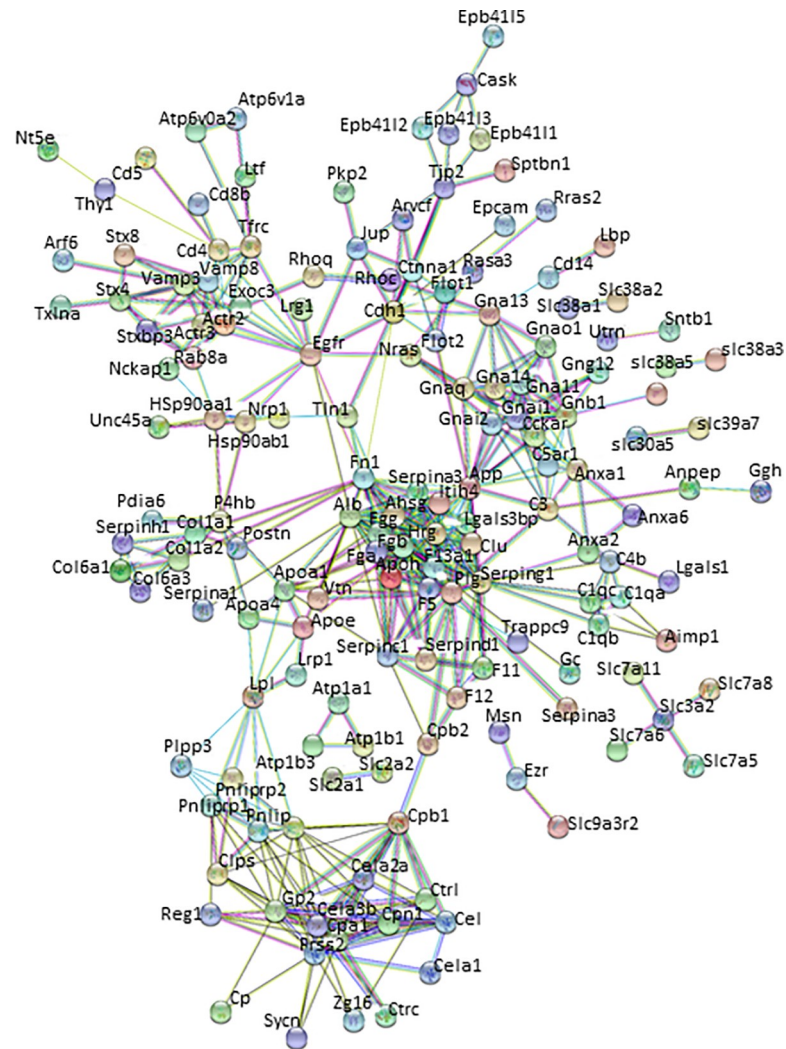 Epb41l5
Cask
Atp6v1a
Atp6v0a2
Epb41l2
Epb41l3
Epb41l1
Nt5e
Cd5
Ltf
Tjp2
Sptbn1
Thy1
Cd8b
Pkp2
Arvcf
Epcam
Rras2
Cd4
Tfrc
Jup
Lbp
Arf6
Stx8
Vamp8
Rhoq
Rhoc
Ctnna1
Rasa3
Cd14
Vamp3
Stx4
Exoc3
Flot1
Slc38a2
Txlna
Lrg1
Cdh1
Gna13
Slc38a1
Stxbp3
Actr3
Actr2
Egfr
Flot2
Gnao1
Utrn
Sntb1
Rab8a
Nras
Gng12
slc38a5
slc38a3
Nckap1
Gnaq
Gna14
Gna11
HSp90aa1
Nrp1
Tln1
Gnai2
Gnai1
Gnb1
Unc45a
Hsp90ab1
Cckar
slc30a5
slc39a7
Fn1
Serpina3
App
C5ar1
Anxa1
Anpep
Ggh
Pdia6
P4hb
Alb
Ahsg
Itih4
C3
Serpinh1
Col1a1
Postn
Fgg
Hrg
Lgals3bp
Anxa6
Col1a2
Fgb
Clu
Anxa2
Col6a1
Col6a3
Fga
F13a1
C4b
Serpina1
Apoa1
Apoh
Plg
Serping1
Lgals1
Vtn
F5
C1qc
C1qa
Apoa4
Apoe
Trappc9
C1qb
Aimp1
Serpinc1
Serpind1
Lrp1
F11
Gc
Slc7a11
Lpl
Atp1a1
F12
Serpina3
Slc3a2
Slc7a8
Msn
Plpp3
Atp1b3
Atp1b1
Cpb2
Slc7a6
Slc7a5
Pnliprp2
Slc2a1
Slc2a2
Ezr
Pnliprp1
Pnlip
Cpb1
Slc9a3r2
Clps
Cela2a
Reg1
Gp2
Cela3b
Ctrl
Cpa1
Cpn1
Cel
Prss2
Cela1
Cp
Sycn
Zg16
Ctrc